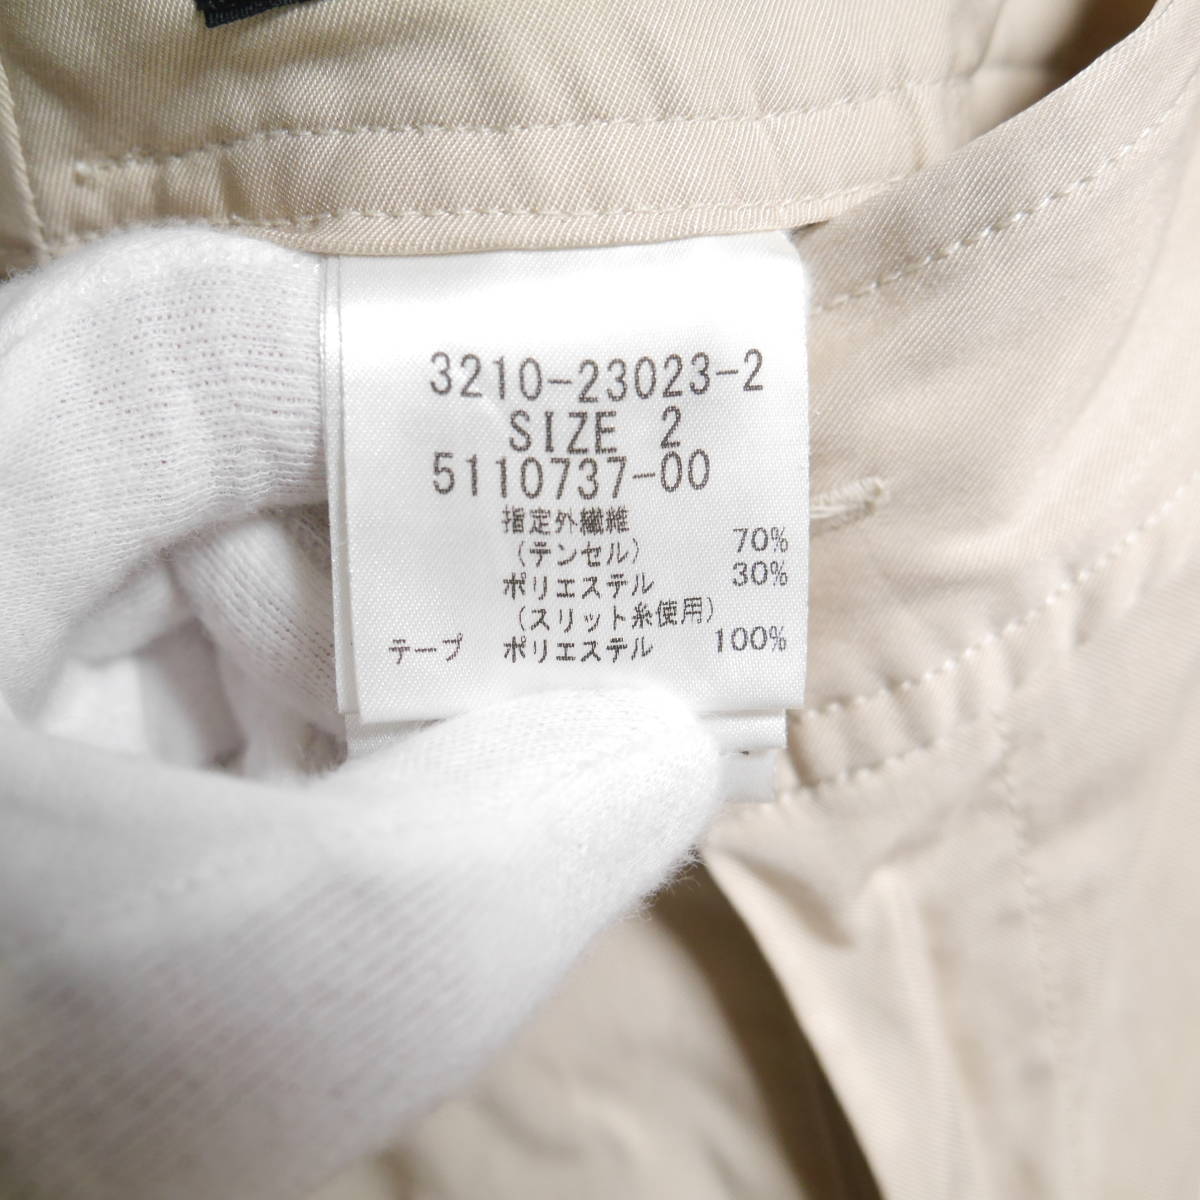 3210-23023-2
SIZE 2
5110737-00
指定外繊維
(テンセル) 70%
ポリエステル 30%
(スリット糸使用)
テープ ポリエステル 100%